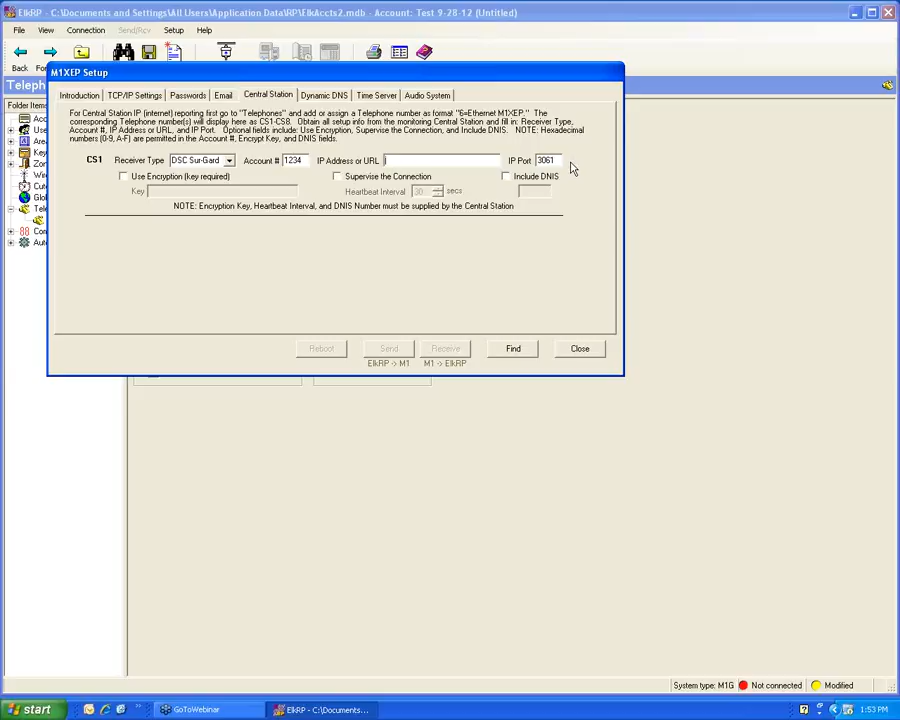 ElkRP - C:\Documents and Settings\All Users\Application Data\RP\ElkAccts2.mdb - Account: Test 9-28-12 (Untitled)
File View Connection Send/Rcv Setup Help
Back
Teleph
Folder Items
M1XEP Setup
Introduction TCP/IP Settings Passwords Email Central Station Dynamic DNS Time Server Audio System
For Central Station IP (internet) reporting first go to "Telephones" and add or assign a Telephone number as format "6=Ethernet M1XEP." The
corresponding Telephone number(s) will display here as CS1-CS8. Obtain all setup info from the monitoring Central Station and fill in: Receiver Type,
Account #, IP Address or URL, and IP Port. Optional fields include: Use Encryption, Supervise the Connection, and Include DNIS. NOTE: Hexadecimal
numbers (0-9, A-F) are permitted in the Account #, Encrypt Key, and DNIS fields.
CS1 Receiver Type DSC Sur-Gard Account # 1234 IP Address or URL IP Port 3061
Use Encryption (key required) Supervise the Connection Include DNIS
Key Heartbeat Interval 30 secs
NOTE: Encryption Key, Heartbeat Interval, and DNIS Number must be supplied by the Central Station
Reboot Send Receive Find Close
ElkRP -> M1 M1 -> ElkRP
System type: M1G Not connected Modified
start GoToWebinar ElkRP - C:\Documents... 1:53 PM